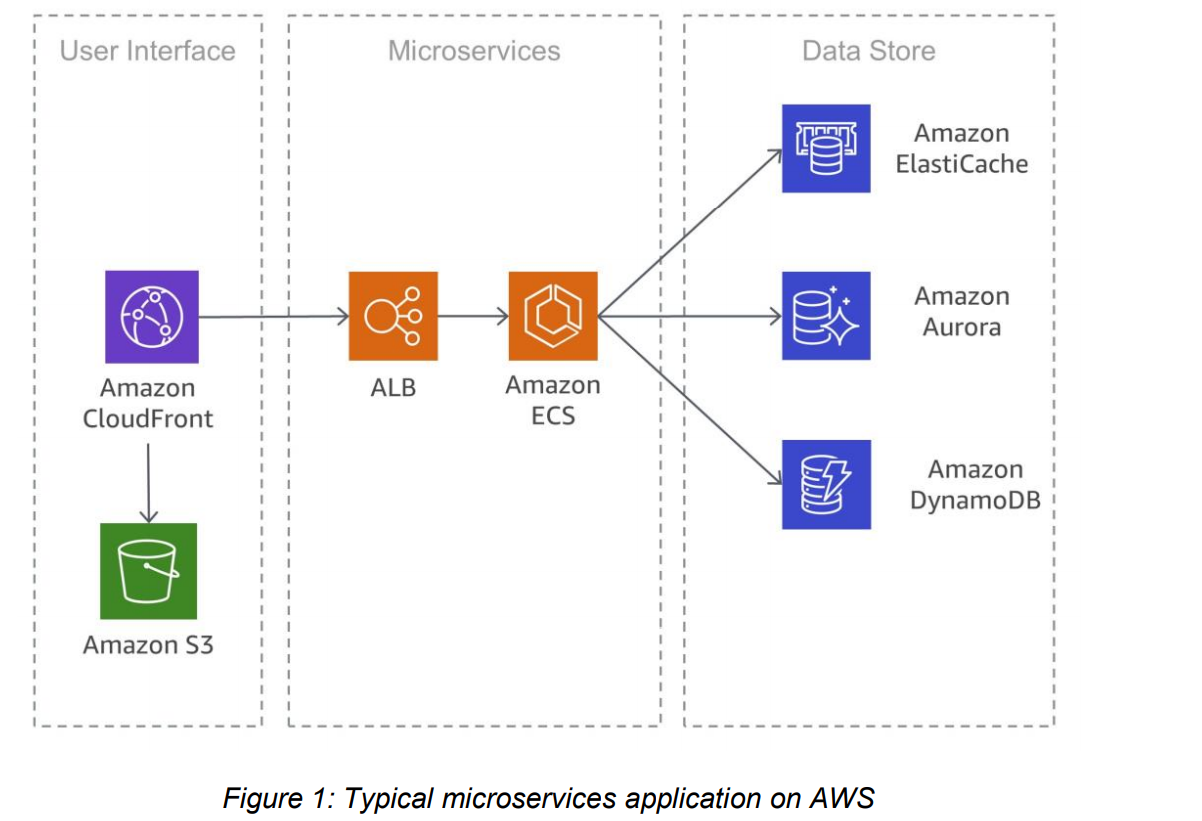 User Interface
Microservices
Data Store
Amazon
ElastiCache
Amazon
CloudFront
ALB
Amazon
ECS
Amazon
Aurora
Amazon
DynamoDB
Amazon S3
Figure 1: Typical microservices application on AWS